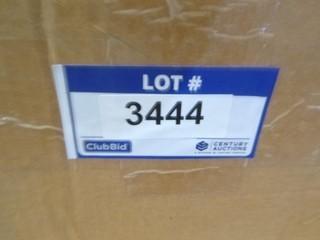 LOT #
3444
ClubBid
CENTURY
AUCTIONS